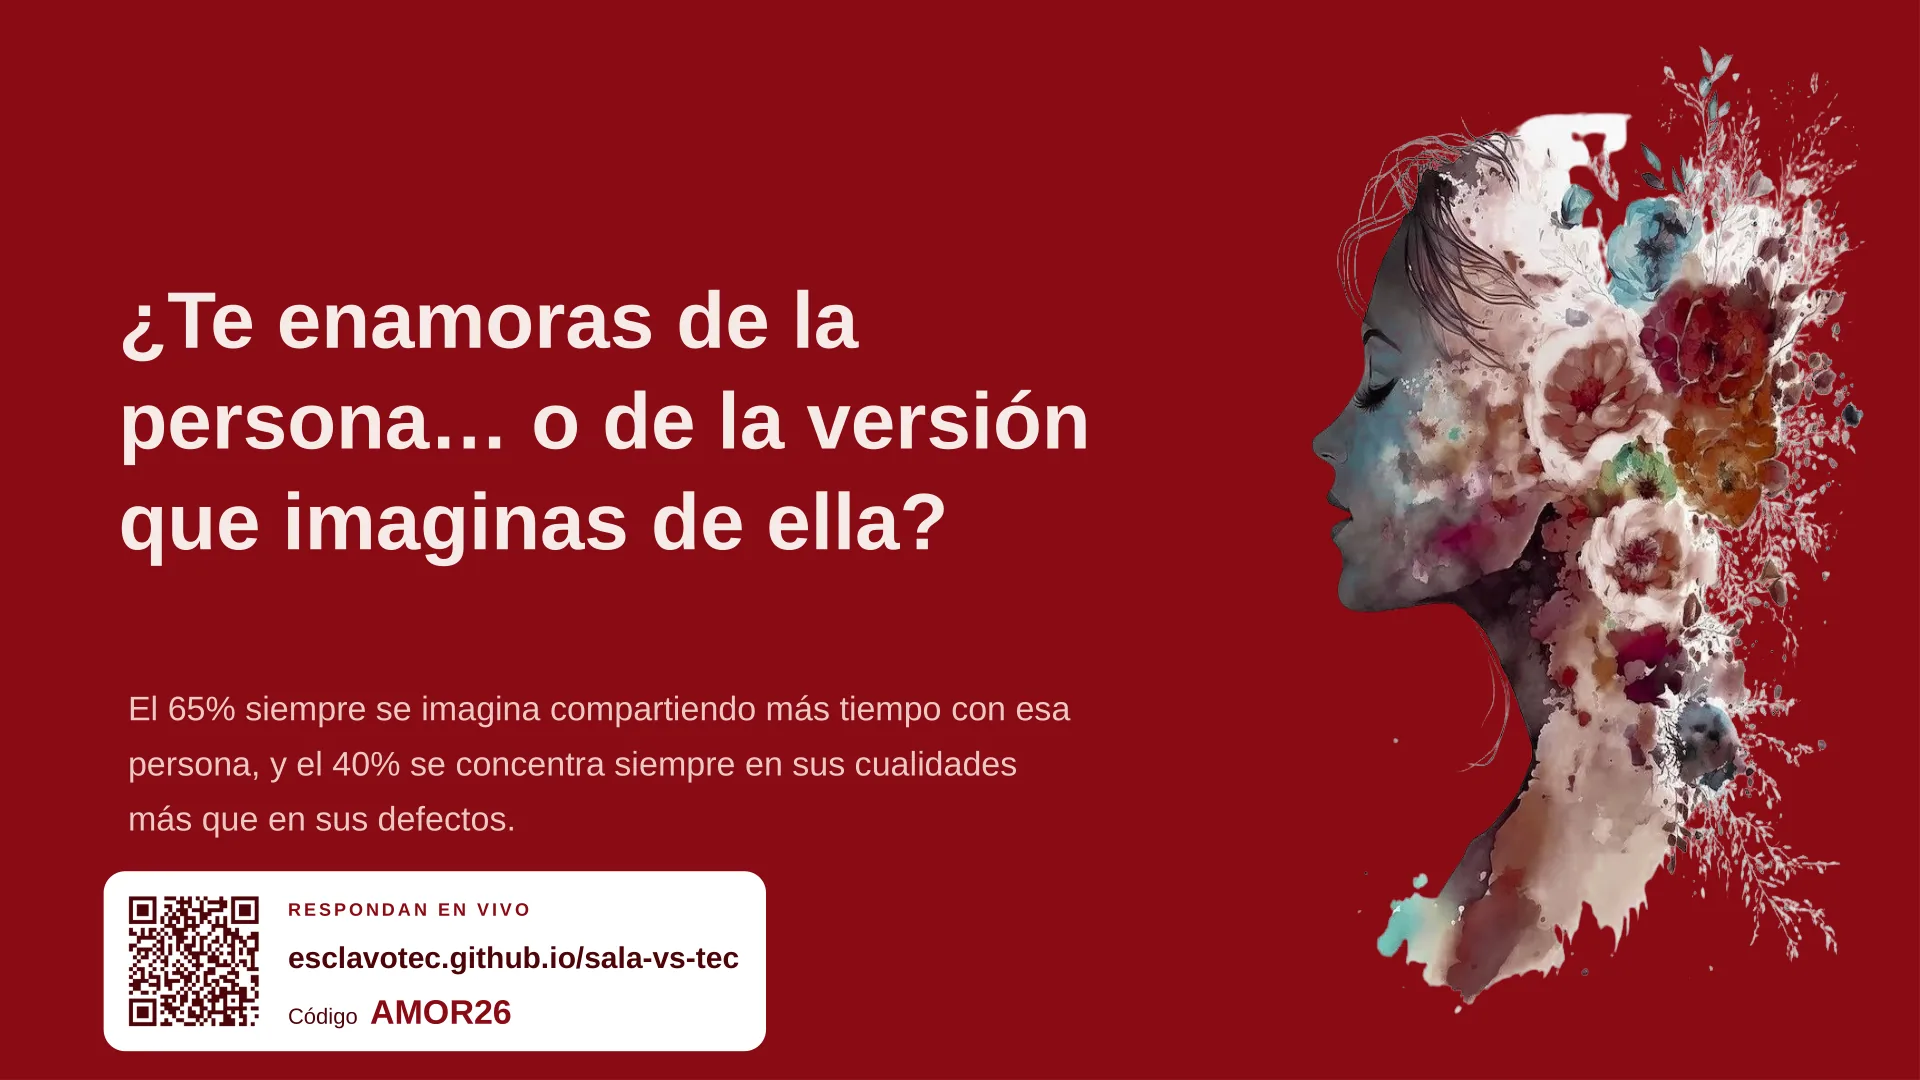 ¿Te enamoras de la
persona… o de la versión
que imaginas de ella?
El 65% siempre se imagina compartiendo más tiempo con esa
persona, y el 40% se concentra siempre en sus cualidades
más que en sus defectos.
RESPONDAN EN VIVO
esclavotec.github.io/sala-vs-tec
Código AMOR26